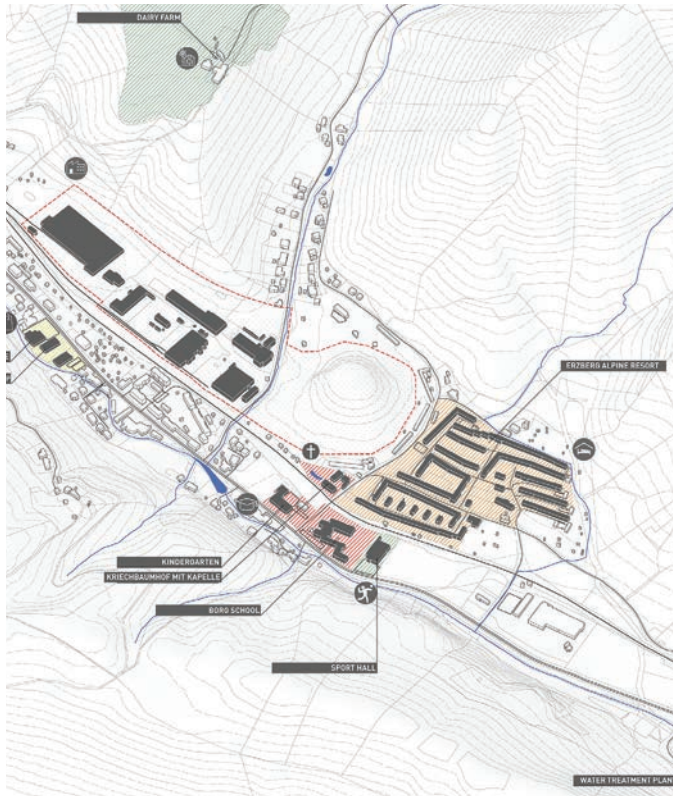 DAIRY FARM
ERZBERG ALPINE RESORT
KINDERGARTEN
KRIECHBAUMHOF MIT KAPELLE
BORG SCHOOL
SPORT HALL
WATER TREATMENT PLAN